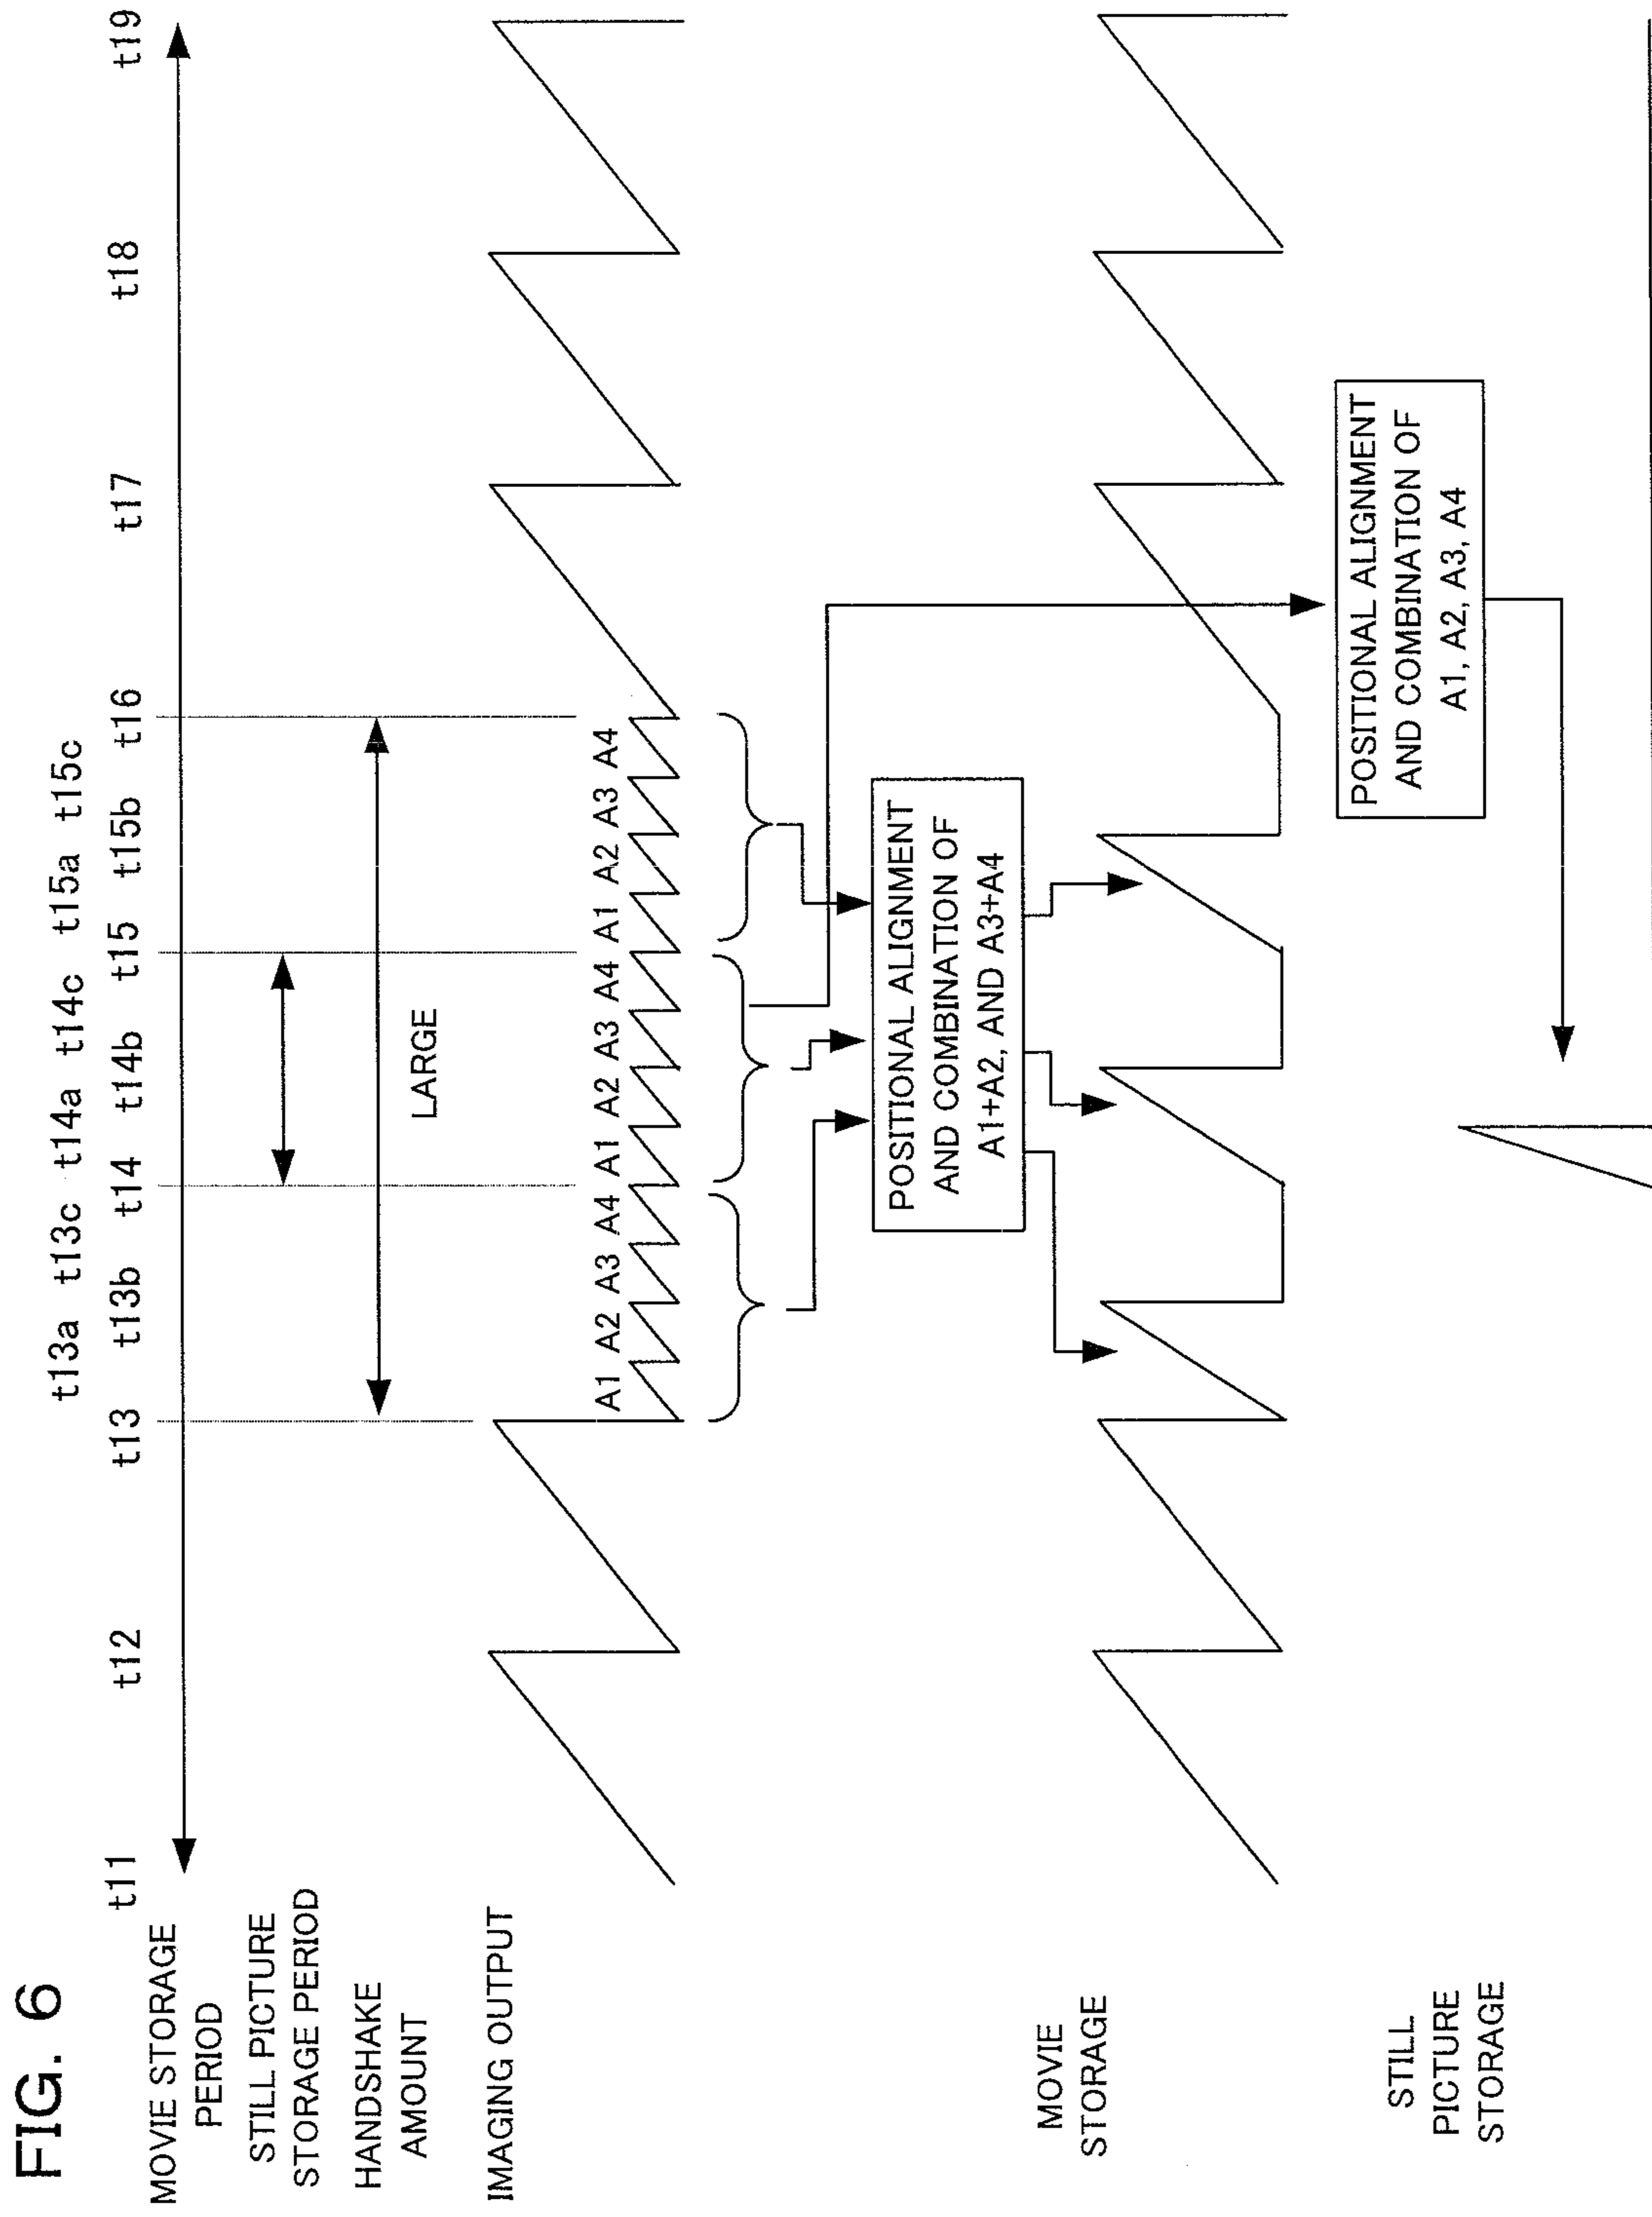 FIG. 6
t13a t13c t14a t14c t15a t15c
t11 t12 t13 t13b t14 t14b t15 t15b t16 t17 t18 t19
MOVIE STORAGE
PERIOD
STILL PICTURE
STORAGE PERIOD
HANDSHAKE
AMOUNT
LARGE
IMAGING OUTPUT
A1 A2 A3 A4 A1 A2 A3 A4 A1 A2 A3 A4
POSITIONAL ALIGNMENT
AND COMBINATION OF
A1+A2, AND A3+A4
MOVIE
STORAGE
POSITIONAL ALIGNMENT
AND COMBINATION OF
A1, A2, A3, A4
STILL
PICTURE
STORAGE